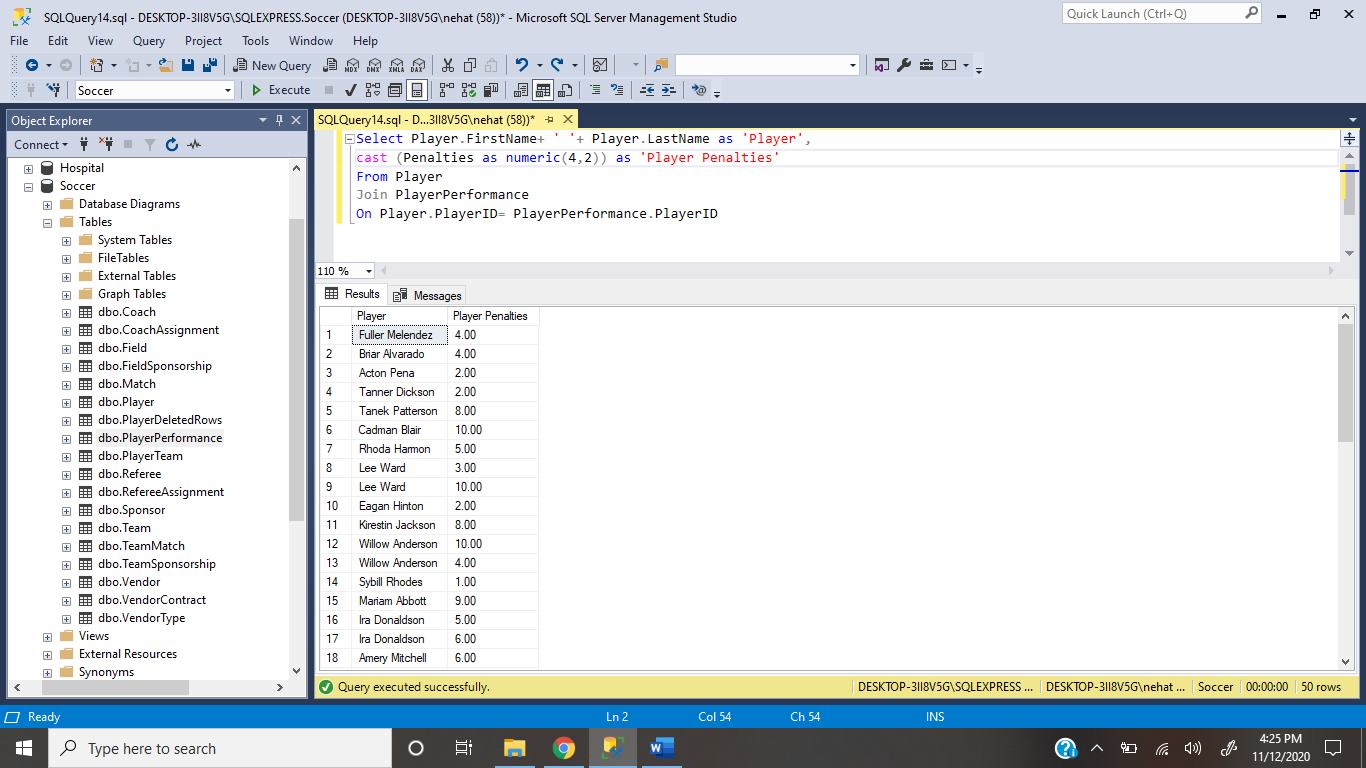 SQLQuery14.sql - DESKTOP-3II8V5G\SQLEXPRESS.Soccer (DESKTOP-3II8V5G\nehat (58))* - Microsoft SQL Server Management Studio
Quick Launch (Ctrl+Q)
File Edit View Query Project Tools Window Help
New Query MDX DMX XMLA DAX
Soccer Execute
Object Explorer
Connect
Hospital
Soccer
Database Diagrams
Tables
System Tables
FileTables
External Tables
Graph Tables
dbo.Coach
dbo.CoachAssignment
dbo.Field
dbo.FieldSponsorship
dbo.Match
dbo.Player
dbo.PlayerDeletedRows
dbo.PlayerPerformance
dbo.PlayerTeam
dbo.Referee
dbo.RefereeAssignment
dbo.Sponsor
dbo.Team
dbo.TeamMatch
dbo.TeamSponsorship
dbo.Vendor
dbo.VendorContract
dbo.VendorType
Views
External Resources
Synonyms
SQLQuery14.sql - D...3II8V5G\nehat (58))*
Select Player.FirstName+ ' '+ Player.LastName as 'Player',
cast (Penalties as numeric(4,2)) as 'Player Penalties'
From Player
Join PlayerPerformance
On Player.PlayerID= PlayerPerformance.PlayerID
110 %
Results Messages
Player Player Penalties
1 Fuller Melendez 4.00
2 Briar Alvarado 4.00
3 Acton Pena 2.00
4 Tanner Dickson 2.00
5 Tanek Patterson 8.00
6 Cadman Blair 10.00
7 Rhoda Harmon 5.00
8 Lee Ward 3.00
9 Lee Ward 10.00
10 Eagan Hinton 2.00
11 Kirestin Jackson 8.00
12 Willow Anderson 10.00
13 Willow Anderson 4.00
14 Sybill Rhodes 1.00
15 Mariam Abbott 9.00
16 Ira Donaldson 5.00
17 Ira Donaldson 6.00
18 Amery Mitchell 6.00
Query executed successfully. DESKTOP-3II8V5G\SQLEXPRESS ... DESKTOP-3II8V5G\nehat ... Soccer 00:00:00 50 rows
Ready Ln 2 Col 54 Ch 54 INS
Type here to search
4:25 PM
11/12/2020